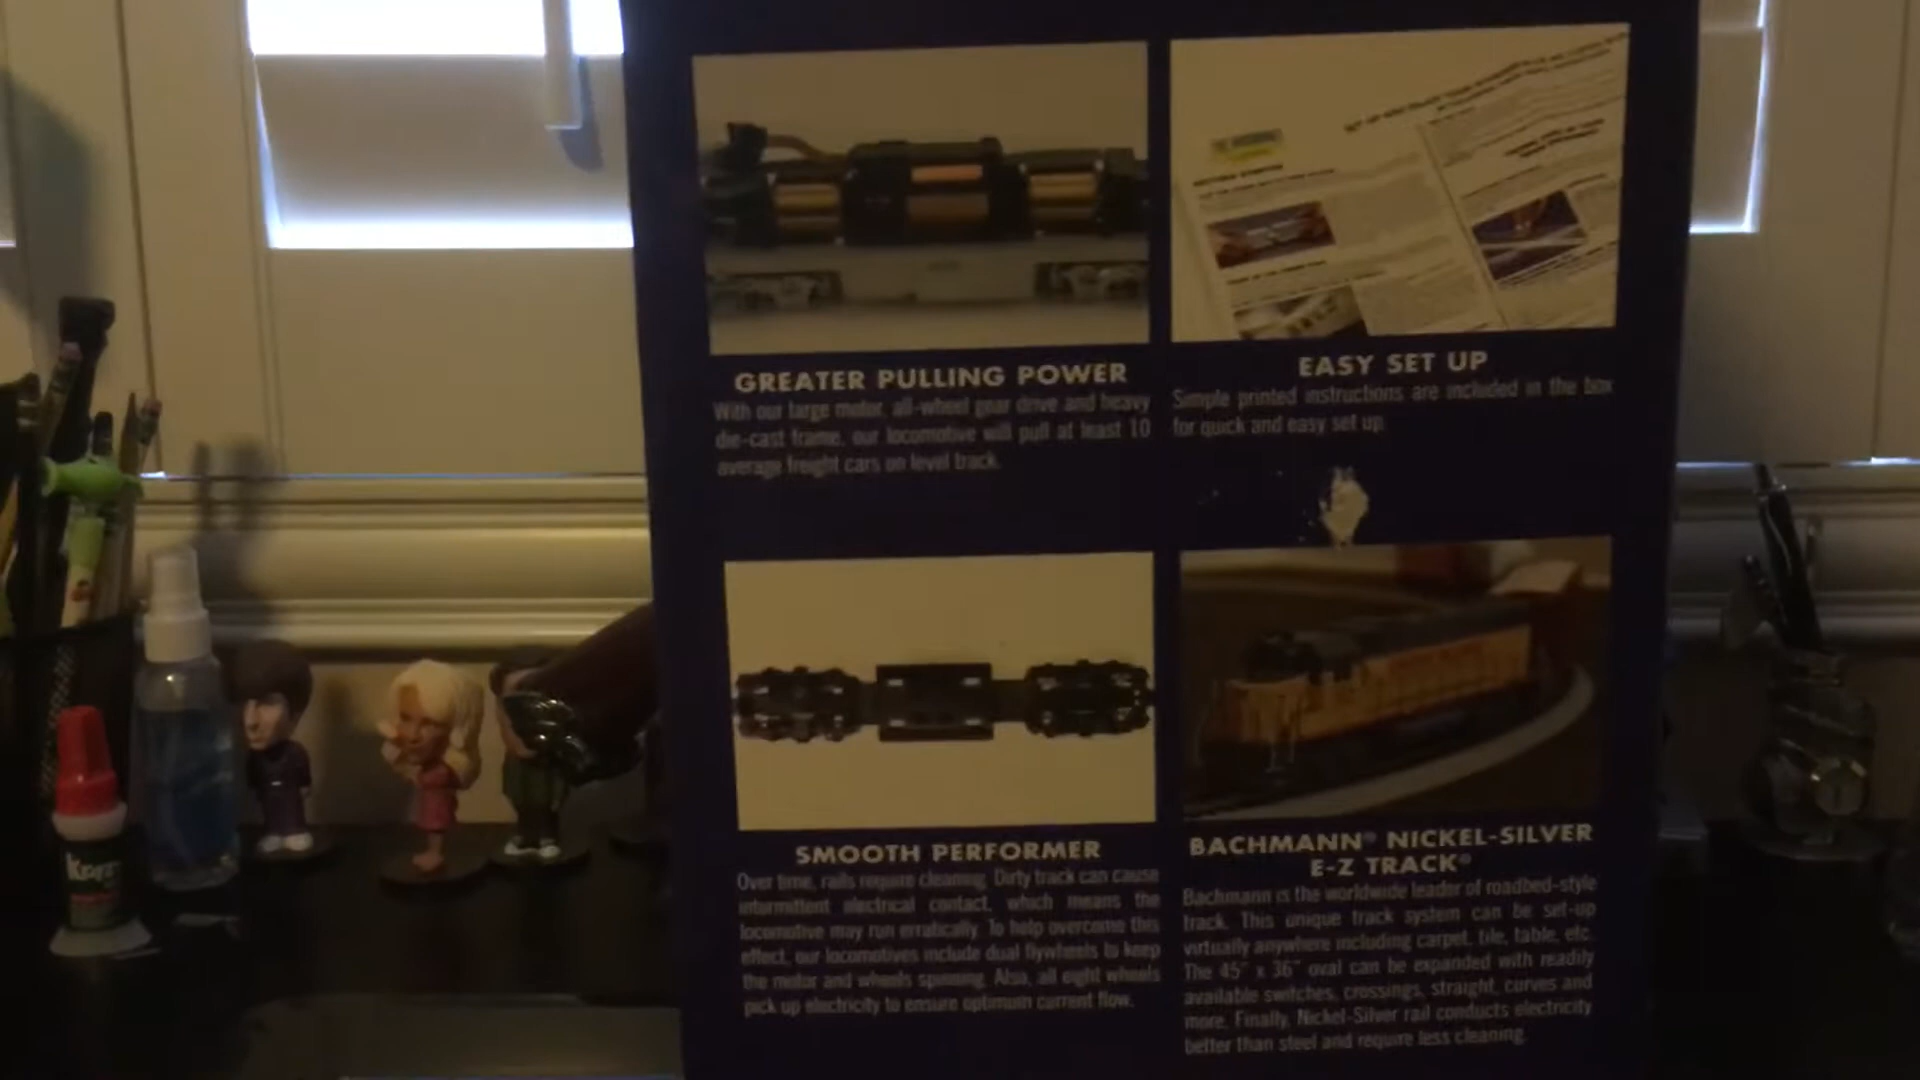 GREATER PULLING POWER
With our large motor, all-wheel gear drive and heavy
die-cast frame, our locomotive will pull at least 10
average freight cars on level track.
EASY SET UP
Simple printed instructions are included in the box
for quick and easy set up.
SMOOTH PERFORMER
Over time, rails require cleaning. Dirty track can cause
intermittent electrical contact, which means the
locomotive may run erratically. To help overcome this
effect, our locomotives include dual flywheels to keep
the motor and wheels spinning. Also, all eight wheels
pick up electricity to ensure optimum current flow.
BACHMANN® NICKEL-SILVER
E-Z TRACK®
Bachmann is the worldwide leader of roadbed-style
track. This unique track system can be set-up
virtually anywhere including carpet, tile, table, etc.
The 45" x 36" oval can be expanded with readily
available switches, crossings, straight, curves and
more. Finally, Nickel-Silver rail conducts electricity
better than steel and require less cleaning.
Krazy